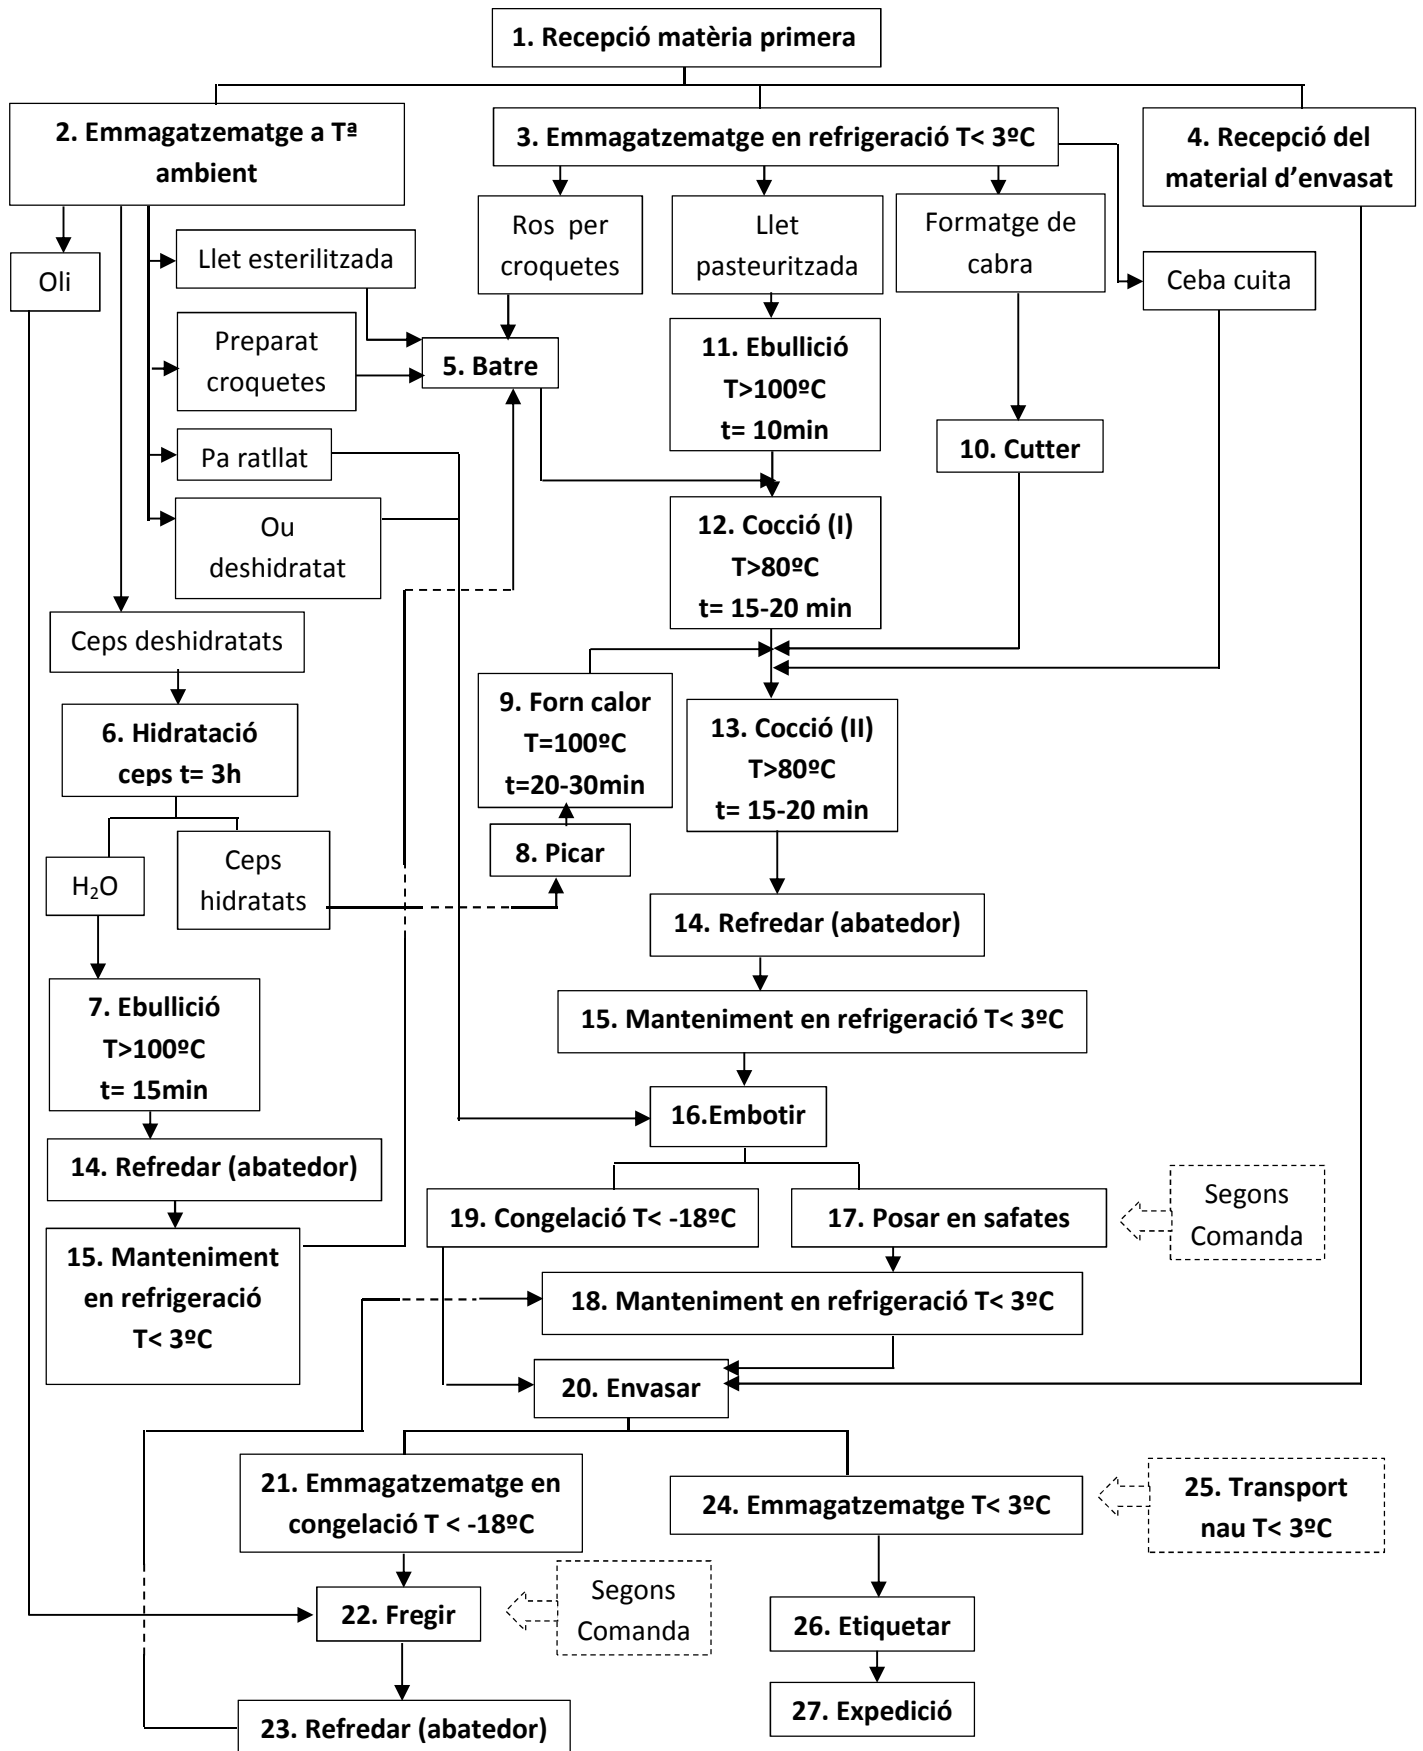 1. Recepció matèria primera
2. Emmagatzematge a Tª
ambient
3. Emmagatzematge en refrigeració T< 3ºC
4. Recepció del
material d’envasat
Oli
Llet esterilitzada
Ros per
croquetes
Llet
pasteuritzada
Formatge de
cabra
Ceba cuita
Preparat
croquetes
5. Batre
11. Ebullició
T>100ºC
t= 10min
10. Cutter
Pa ratllat
Ou
deshidratat
12. Cocció (I)
T>80ºC
t= 15-20 min
Ceps deshidratats
6. Hidratació
ceps t= 3h
9. Forn calor
T=100ºC
t=20-30min
13. Cocció (II)
T>80ºC
t= 15-20 min
8. Picar
H₂O
Ceps
hidratats
14. Refredar (abatedor)
7. Ebullició
T>100ºC
t= 15min
15. Manteniment en refrigeració T< 3ºC
16.Embotir
14. Refredar (abatedor)
19. Congelació T< -18ºC
17. Posar en safates
Segons
Comanda
15. Manteniment
en refrigeració
T< 3ºC
18. Manteniment en refrigeració T< 3ºC
20. Envasar
21. Emmagatzematge en
congelació T < -18ºC
24. Emmagatzematge T< 3ºC
25. Transport
nau T< 3ºC
22. Fregir
Segons
Comanda
26. Etiquetar
23. Refredar (abatedor)
27. Expedició